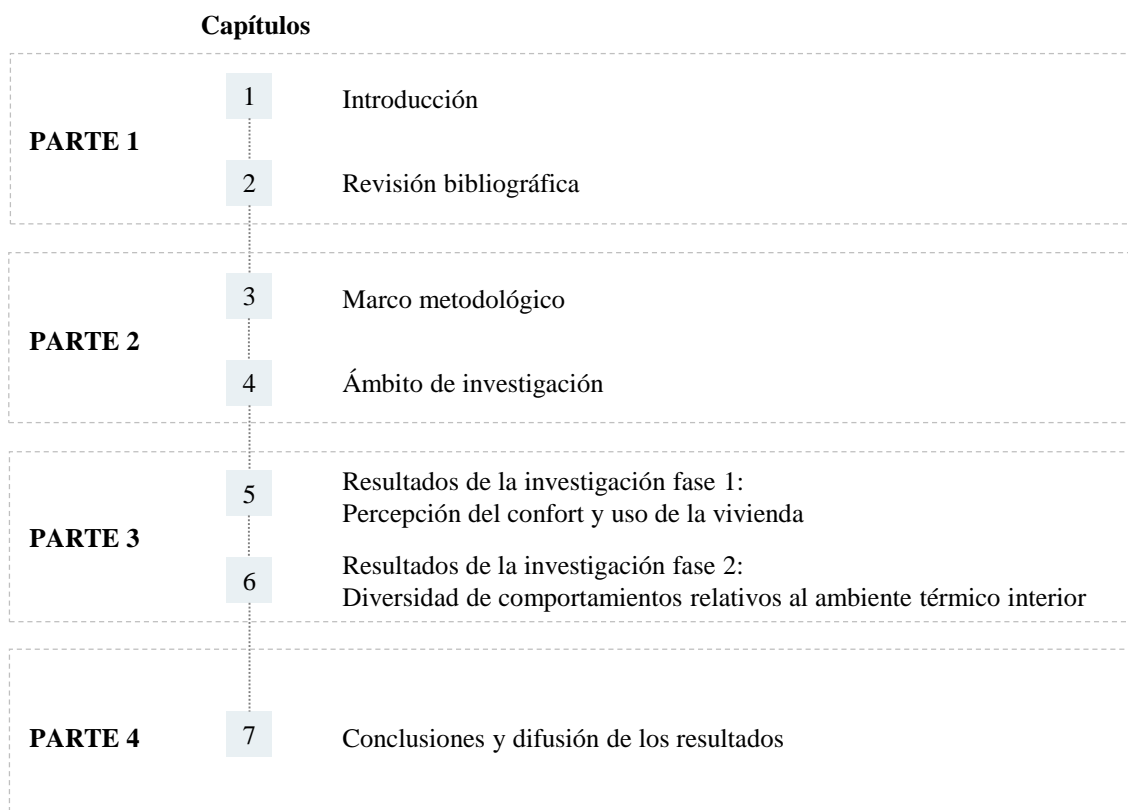 Capítulos
PARTE 1
1
Introducción
2
Revisión bibliográfica
PARTE 2
3
Marco metodológico
4
Ámbito de investigación
PARTE 3
5
Resultados de la investigación fase 1:
Percepción del confort y uso de la vivienda
6
Resultados de la investigación fase 2:
Diversidad de comportamientos relativos al ambiente térmico interior
PARTE 4
7
Conclusiones y difusión de los resultados